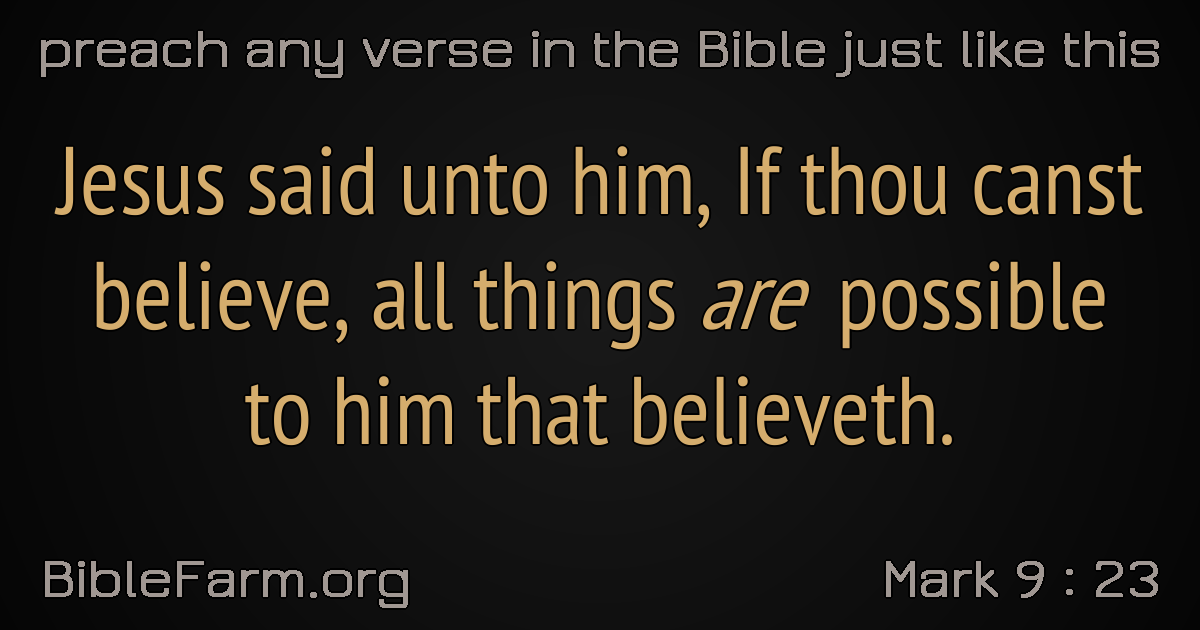 preach any verse in the Bible just like this
Jesus said unto him, If thou canst
believe, all things are possible
to him that believeth.
BibleFarm.org
Mark 9 : 23